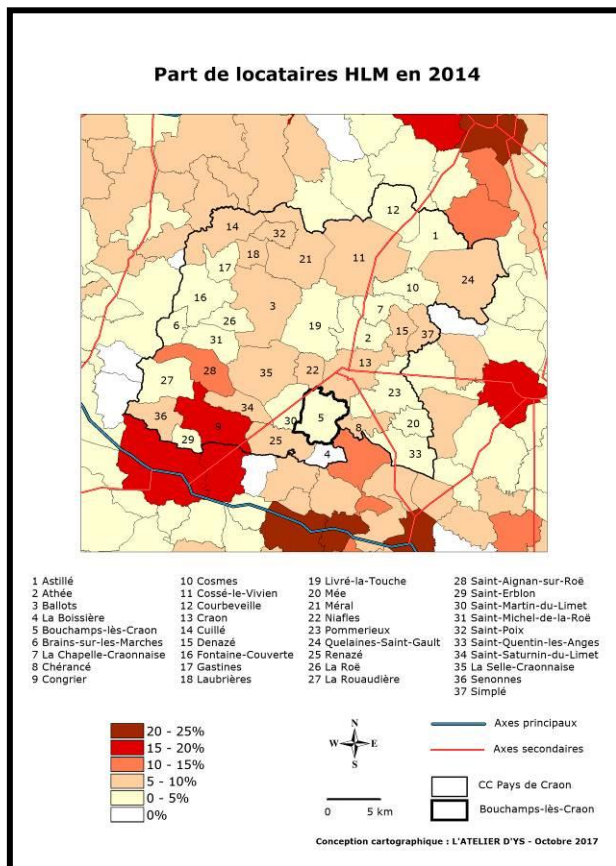 Part de locataires HLM en 2014
12
14
32
1
18
21
11
17
24
10
16
3
7
26
19
6
15
37
31
2
13
28
35
22
27
23
34
36
9
30
5
20
8
29
25
4
33
1 Astillé
2 Athée
3 Ballots
4 La Boissière
5 Bouchamps-lès-Craon
6 Brains-sur-les-Marches
7 La Chapelle-Craonnaise
8 Chérancé
9 Congrier
10 Cosmes
11 Cossé-le-Vivien
12 Courbeveille
13 Craon
14 Cuillé
15 Denazé
16 Fontaine-Couverte
17 Gastines
18 Laubrières
19 Livré-la-Touche
20 Mée
21 Méral
22 Niafles
23 Pommerieux
24 Quelaines-Saint-Gault
25 Renazé
26 La Roë
27 La Rouaudière
28 Saint-Aignan-sur-Roë
29 Saint-Erblon
30 Saint-Martin-du-Limet
31 Saint-Michel-de-la-Roë
32 Saint-Poix
33 Saint-Quentin-les-Anges
34 Saint-Saturnin-du-Limet
35 La Selle-Craonnaise
36 Senonnes
37 Simplé
20 - 25%
15 - 20%
10 - 15%
5 - 10%
0 - 5%
0%
N
W E
S
0 5 km
Axes principaux
Axes secondaires
CC Pays de Craon
Bouchamps-lès-Craon
Conception cartographique : L'ATELIER D'YS - Octobre 2017